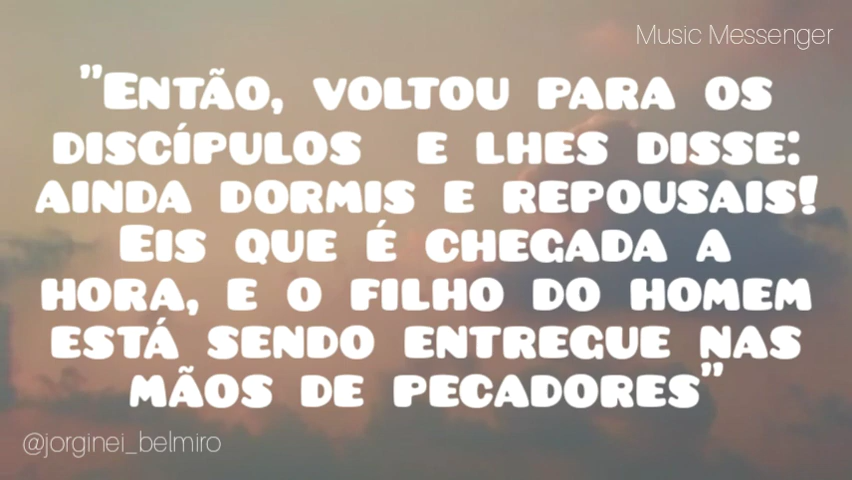 Music Messenger
"Então, voltou para os
discípulos e lhes disse:
ainda dormis e repousais!
Eis que é chegada a
hora, e o filho do homem
está sendo entregue nas
mãos de pecadores"
@jorginei_belmiro